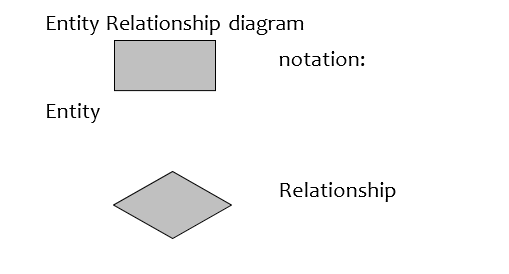 Entity Relationship diagram
notation:
Entity
Relationship